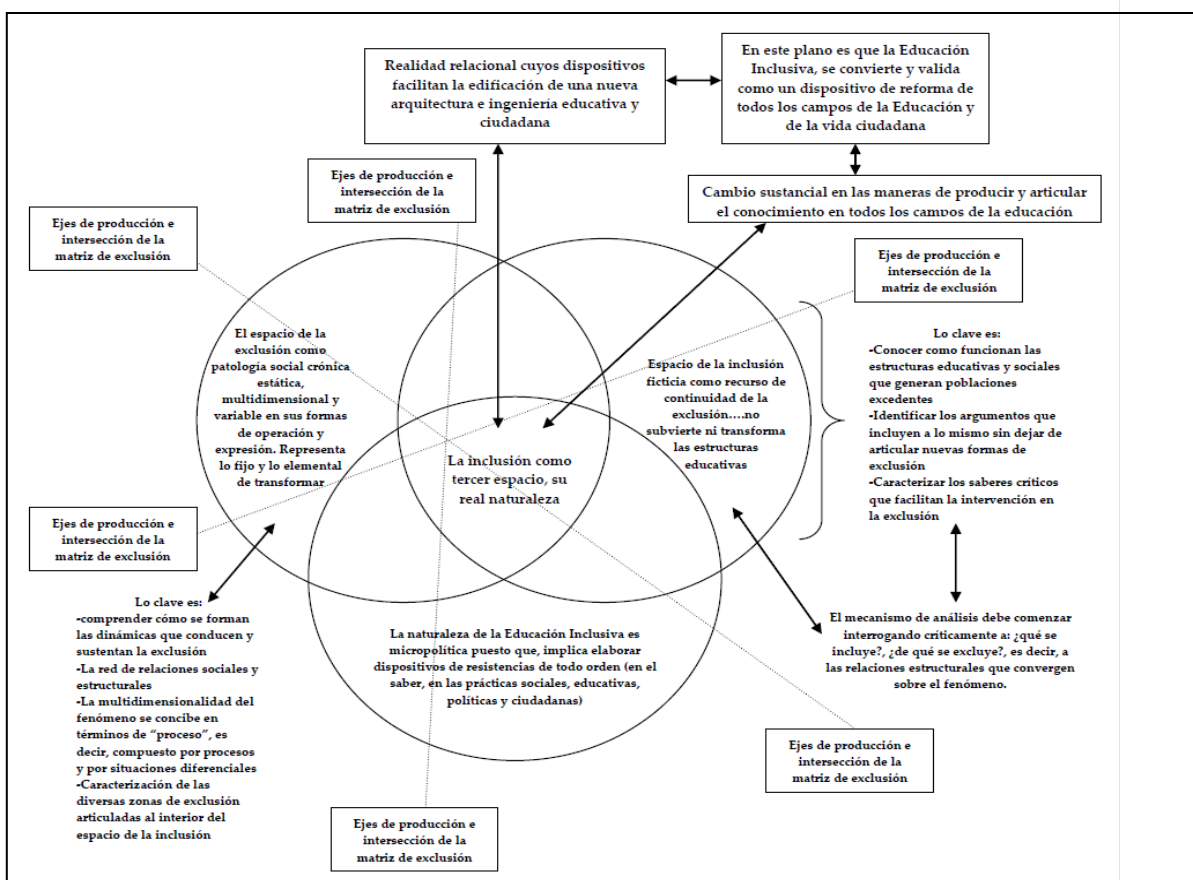 Realidad relacional cuyos dispositivos
facilitan la edificación de una nueva
arquitectura e ingeniería educativa y
ciudadana
En este plano es que la Educación
Inclusiva, se convierte y valida
como un dispositivo de reforma de
todos los campos de la Educación y
de la vida ciudadana
Ejes de producción e
intersección de la
matriz de exclusión
Cambio sustancial en las maneras de producir y articular
el conocimiento en todos los campos de la educación
Ejes de producción e
intersección de la
matriz de exclusión
Ejes de producción e
intersección de la
matriz de exclusión
El espacio de la
exclusión como
patología social crónica
estática,
multidimensional y
variable en sus formas
de operación y
expresión. Representa
lo fijo y lo elemental
de transformar
Espacio de la inclusión
ficticia como recurso de
continuidad de la
exclusión....no
subvierte ni transforma
las estructuras
educativas
Lo clave es:
-Conocer como funcionan las
estructuras educativas y sociales
que generan poblaciones
excedentes
-Identificar los argumentos que
incluyen a lo mismo sin dejar de
articular nuevas formas de
exclusión
-Caracterizar los saberes críticos
que facilitan la intervención en
la exclusión
La inclusión como
tercer espacio, su
real naturaleza
Ejes de producción e
intersección de la
matriz de exclusión
Lo clave es:
-comprender cómo se forman
las dinámicas que conducen y
sustentan la exclusión
-La red de relaciones sociales y
estructurales
-La multidimensionalidad del
fenómeno se concibe en
términos de “proceso”, es
decir, compuesto por procesos
y por situaciones diferenciales
-Caracterización de las
diversas zonas de exclusión
articuladas al interior del
espacio de la inclusión
La naturaleza de la Educación Inclusiva es
micropolítica puesto que, implica elaborar
dispositivos de resistencias de todo orden (en el
saber, en las prácticas sociales, educativas,
políticas y ciudadanas)
El mecanismo de análisis debe comenzar
interrogando críticamente a: ¿qué se
incluye?, ¿de qué se excluye?, es decir, a
las relaciones estructurales que convergen
sobre el fenómeno.
Ejes de producción e
intersección de la
matriz de exclusión
Ejes de producción e
intersección de la
matriz de exclusión